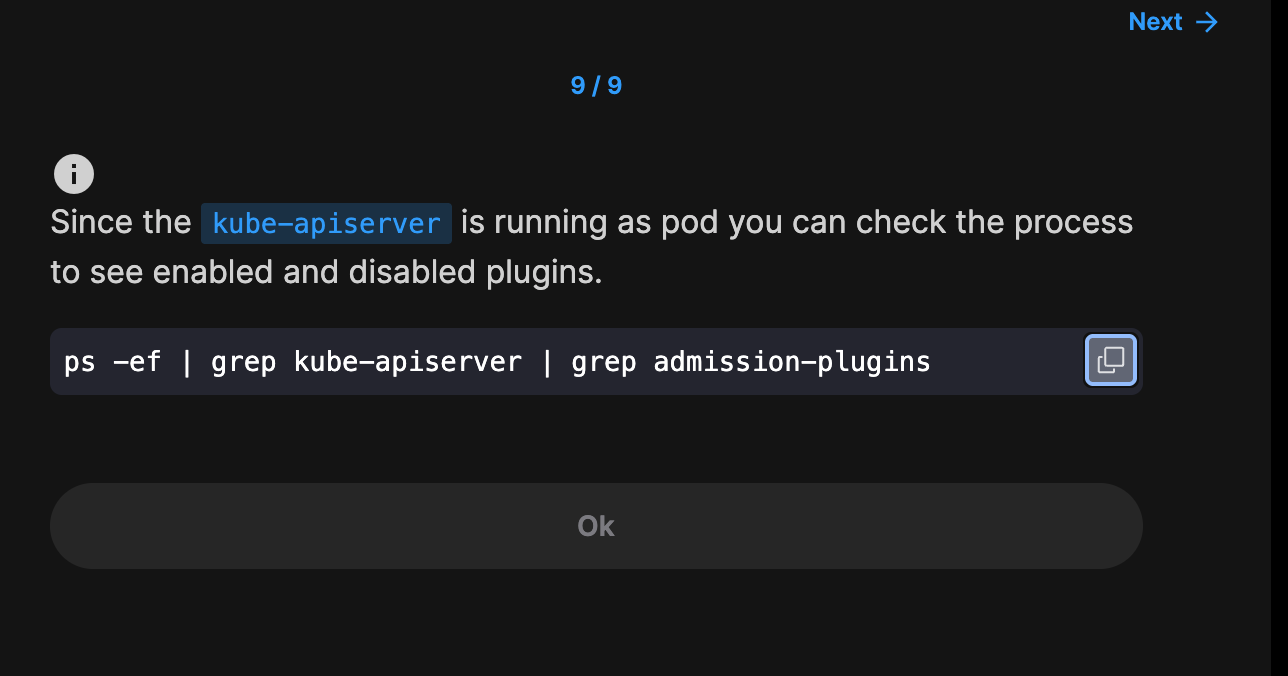 Next →
9 / 9
Since the kube-apiserver is running as pod you can check the process
to see enabled and disabled plugins.
ps -ef | grep kube-apiserver | grep admission-plugins
Ok